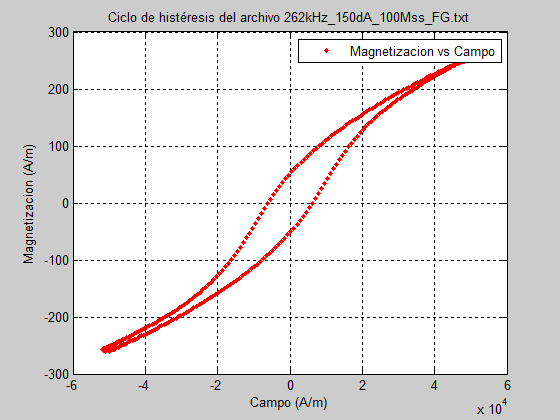 Ciclo de histéresis del archivo 262kHz_150dA_100Mss_FG.txt
Magnetizacion vs Campo
Magnetizacion (A/m)
300
200
100
0
-100
-200
-300
-6 -4 -2 0 2 4 6
x 10^4
Campo (A/m)